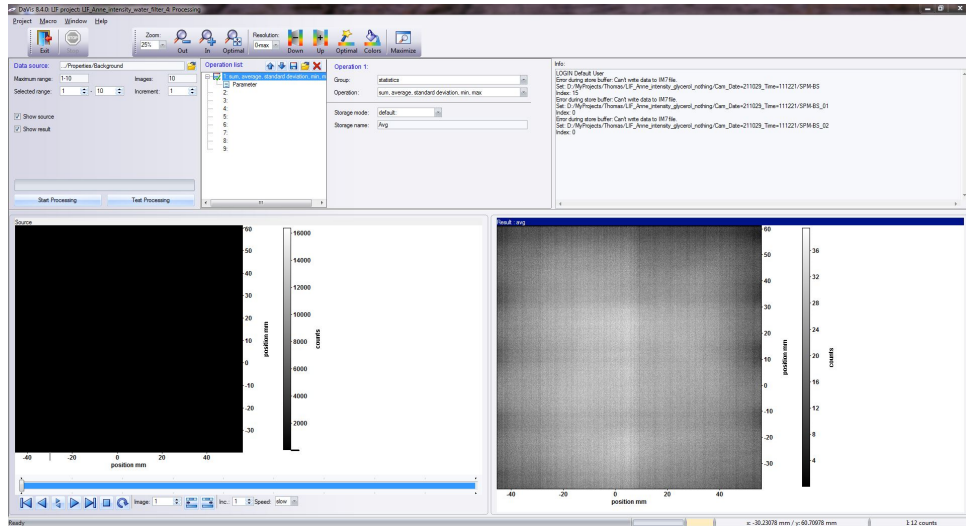 DaVis 8.4.0: LIF project: LIF_Anne_intensity_water_filter_4: Processing
Project Macro Window Help
Zoom: Resolution:
25% 0-max
Exit Out In Optimal Down Up Optimal Colors Maximize
Data source: ../Properties/Background
Maximum range: 1-10 Images: 10
Selected range: 1 - 10 Increment: 1
Show source
Show result
Start Processing Test Processing
Operation list
1: sum, average, standard deviation, min, m
Parameter
2:
3:
4:
5:
6:
7:
8:
9:
Operation 1:
Group: statistics
Operation: sum, average, standard deviation, min, max
Storage mode: default
Storage name: Avg
Info:
LOGIN Default User
Error during store buffer: Can't write data to IM7 file.
Set: D:/MyProjects/Thomas/LIF_Anne_intensity_glycerol_nothing/Cam_Date=211029_Time=111221/SPM-BS
Index: 15
Error during store buffer: Can't write data to IM7 file.
Set: D:/MyProjects/Thomas/LIF_Anne_intensity_glycerol_nothing/Cam_Date=211029_Time=111221/SPM-BS_01
Index: 0
Error during store buffer: Can't write data to IM7 file.
Set: D:/MyProjects/Thomas/LIF_Anne_intensity_glycerol_nothing/Cam_Date=211029_Time=111221/SPM-BS_02
Index: 0
Source
60
50
40
30
20
10
0
-10
-20
-30
position mm
16000
14000
12000
10000
8000
6000
4000
2000
counts
-40 -20 0 20 40
position mm
Image: 1 Inc.: 1 Speed: slow
Result : avg
60
50
40
30
20
10
0
-10
-20
-30
position mm
36
32
28
24
20
16
12
8
4
counts
-40 -20 0 20 40
position mm
Ready
x: -30.23078 mm / y: 60.70978 mm
1.12 counts